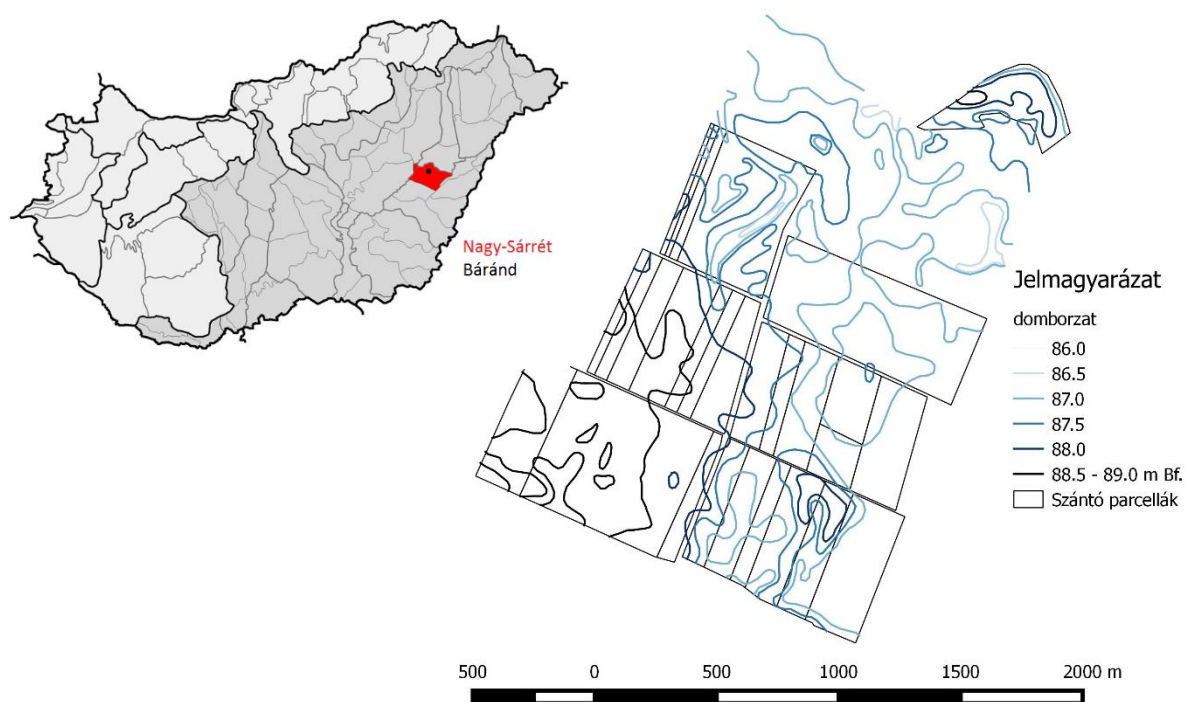 Nagy-Sárrét
Báránd
Jelmagyarázat
domborzat
86.0
86.5
87.0
87.5
88.0
88.5 - 89.0 m Bf.
Szántó parcellák
500 0 500 1000 1500 2000 m